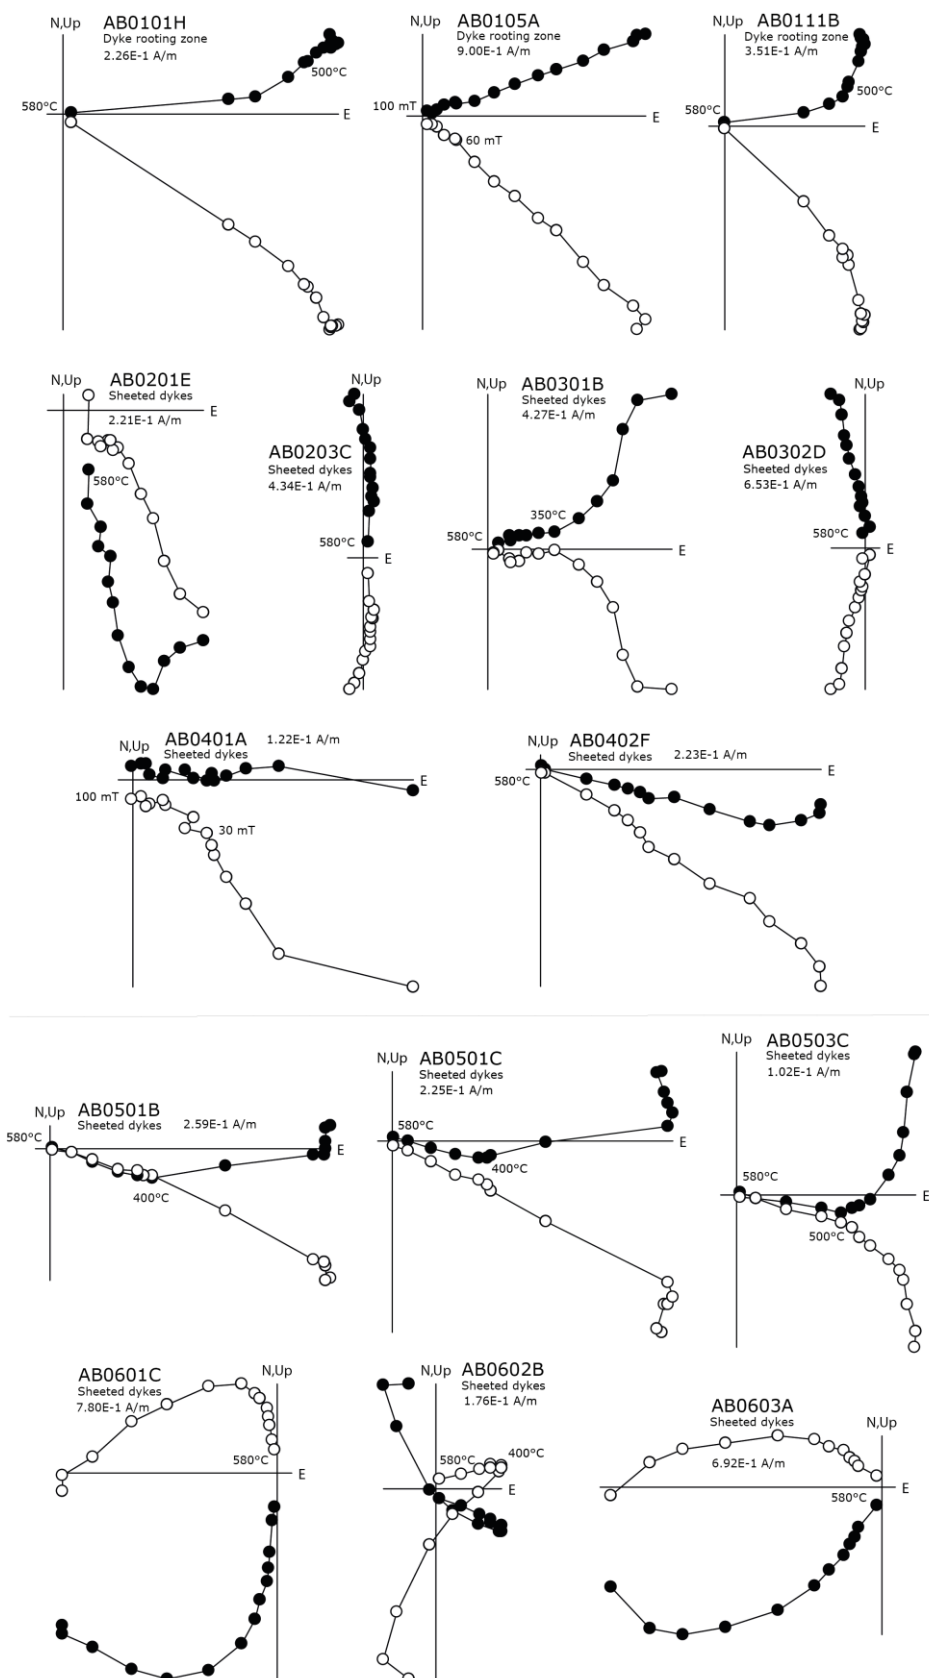 N,Up
AB0101H
Dyke rooting zone
2.26E-1 A/m
500°C
580°C
E
N,Up
AB0105A
Dyke rooting zone
9.00E-1 A/m
100 mT
E
60 mT
N,Up
AB0111B
Dyke rooting zone
3.51E-1 A/m
500°C
580°C
E
N,Up
AB0201E
Sheeted dykes
2.21E-1 A/m
E
580°C
N,Up
AB0203C
Sheeted dykes
4.34E-1 A/m
580°C
E
N,Up
AB0301B
Sheeted dykes
4.27E-1 A/m
350°C
580°C
E
N,Up
AB0302D
Sheeted dykes
6.53E-1 A/m
580°C
E
N,Up
AB0401A
Sheeted dykes
1.22E-1 A/m
E
100 mT
30 mT
N,Up
AB0402F
Sheeted dykes
2.23E-1 A/m
E
580°C
N,Up
AB0501B
Sheeted dykes
2.59E-1 A/m
580°C
E
400°C
N,Up
AB0501C
Sheeted dykes
2.25E-1 A/m
580°C
E
400°C
N,Up
AB0503C
Sheeted dykes
1.02E-1 A/m
580°C
E
500°C
N,Up
AB0601C
Sheeted dykes
7.80E-1 A/m
580°C
E
N,Up
AB0602B
Sheeted dykes
1.76E-1 A/m
400°C
580°C
E
AB0603A
Sheeted dykes
N,Up
6.92E-1 A/m
E
580°C